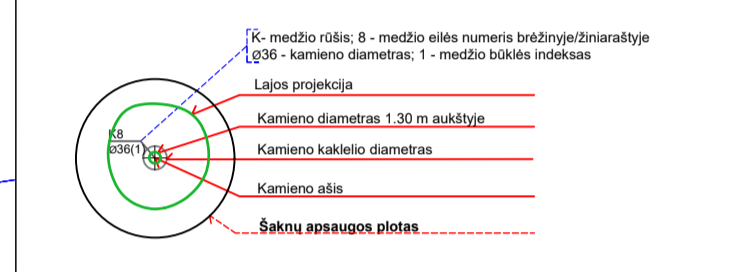 K- medžio rūšis; 8 - medžio eilės numeris brėžinyje/žiniaraštyje
Ø36 - kamieno diametras; 1 - medžio būklės indeksas
Lajos projekcija
Kamieno diametras 1.30 m aukštyje
K8
Ø36(1)
Kamieno kaklelio diametras
Kamieno ašis
Šaknų apsaugos plotas